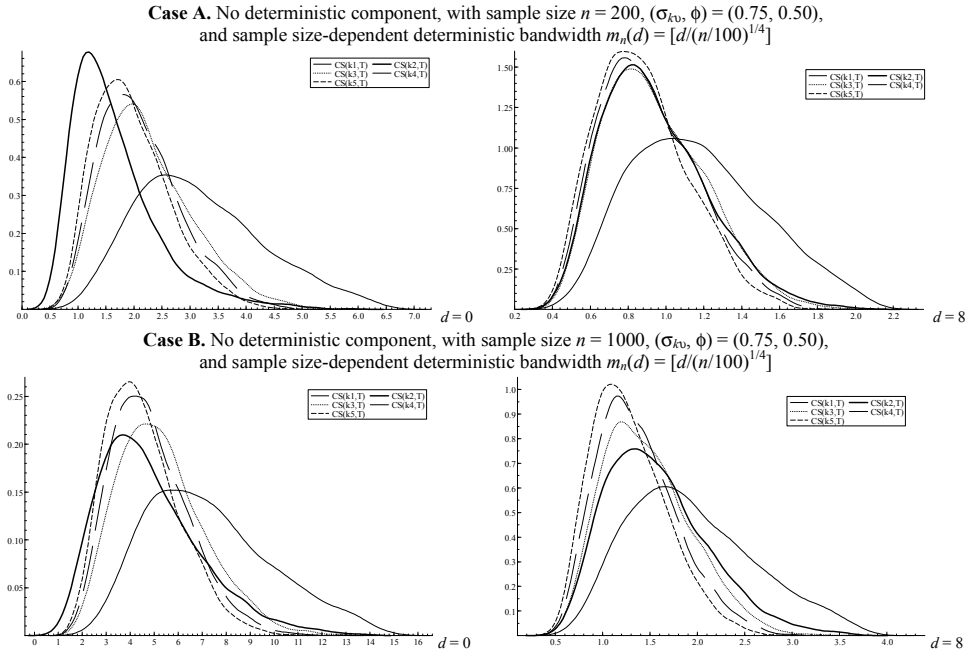 Case A. No deterministic component, with sample size n = 200, (σkυ, ϕ) = (0.75, 0.50),
and sample size-dependent deterministic bandwidth mn(d) = [d/(n/100)^1/4]
CS(k1,T) CS(k2,T)
CS(k3,T) CS(k4,T)
CS(k5,T)
0.6
0.5
0.4
0.3
0.2
0.1
0.0 0.5 1.0 1.5 2.0 2.5 3.0 3.5 4.0 4.5 5.0 5.5 6.0 6.5 7.0
d = 0
CS(k1,T) CS(k2,T)
CS(k3,T) CS(k4,T)
CS(k5,T)
1.50
1.25
1.00
0.75
0.50
0.25
0.2 0.4 0.6 0.8 1.0 1.2 1.4 1.6 1.8 2.0 2.2
d = 8
Case B. No deterministic component, with sample size n = 1000, (σkυ, ϕ) = (0.75, 0.50),
and sample size-dependent deterministic bandwidth mn(d) = [d/(n/100)^1/4]
CS(k1,T) CS(k2,T)
CS(k3,T) CS(k4,T)
CS(k5,T)
0.25
0.20
0.15
0.10
0.05
0 1 2 3 4 5 6 7 8 9 10 11 12 13 14 15 16
d = 0
CS(k1,T) CS(k2,T)
CS(k3,T) CS(k4,T)
CS(k5,T)
1.0
0.9
0.8
0.7
0.6
0.5
0.4
0.3
0.2
0.1
0.5 1.0 1.5 2.0 2.5 3.0 3.5 4.0
d = 8